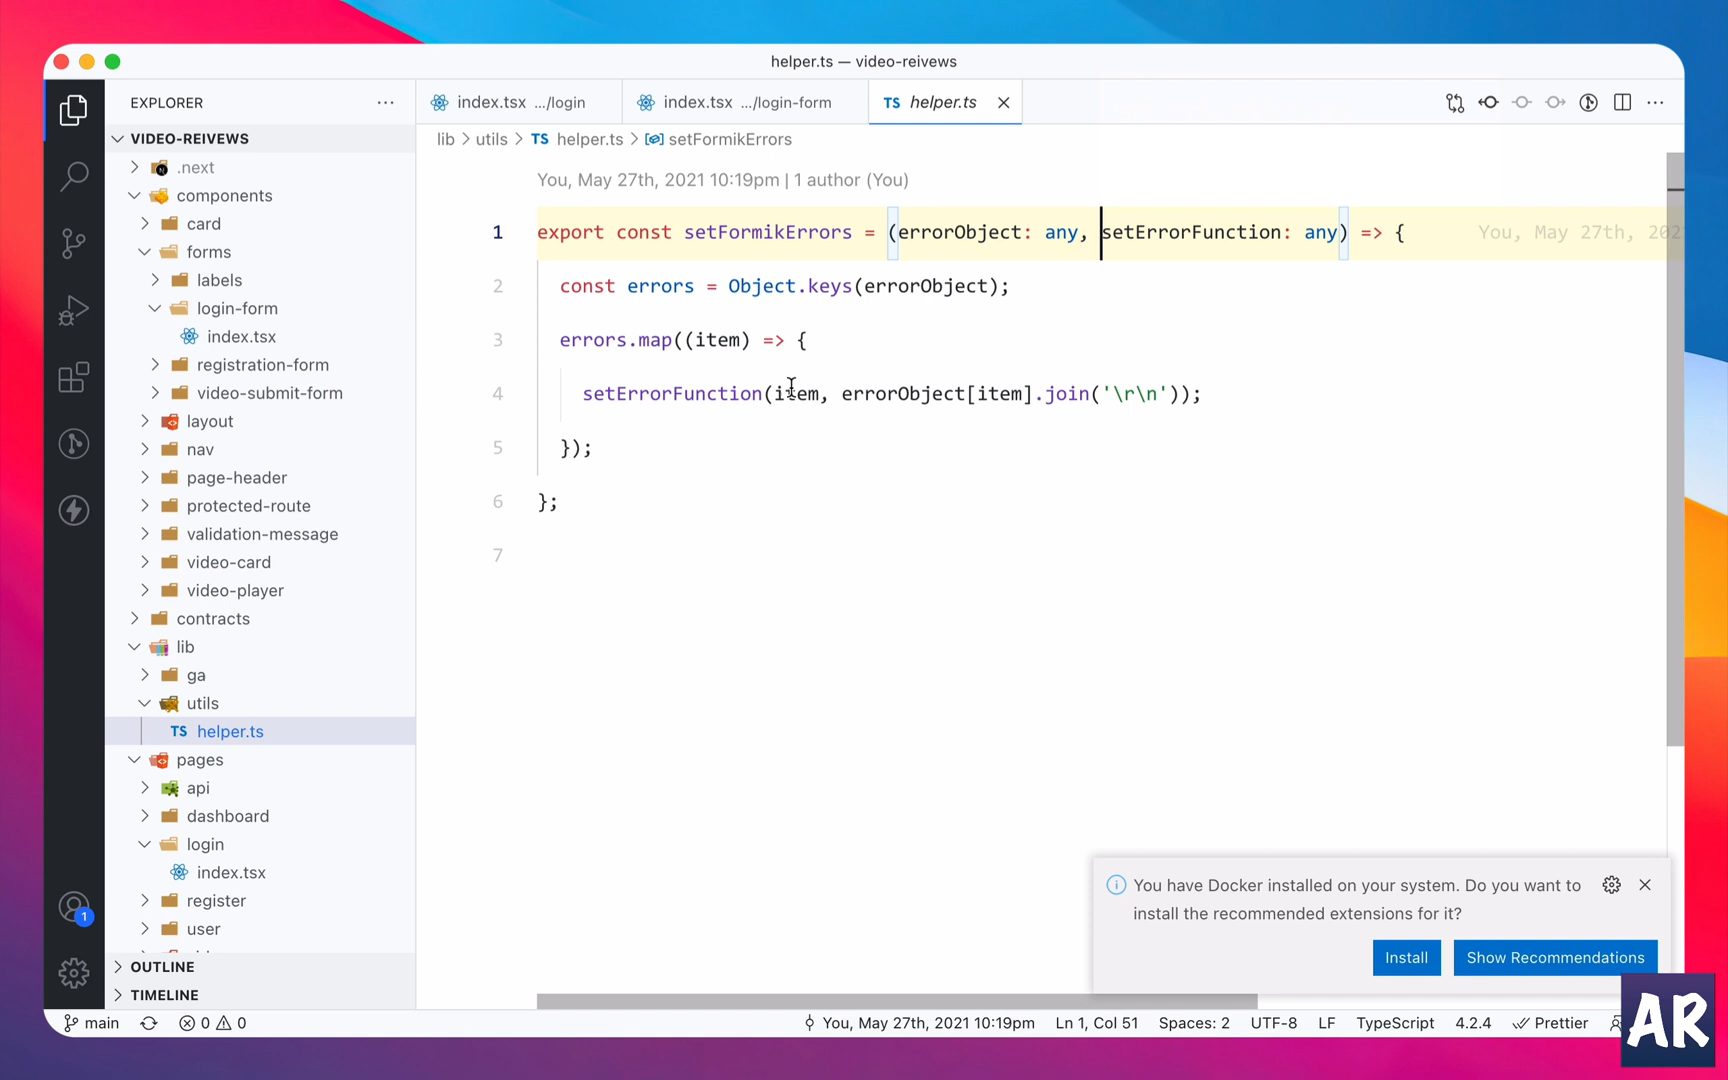 helper.ts — video-reivews
EXPLORER
index.tsx .../login
index.tsx .../login-form
TS helper.ts
VIDEO-REIVEWS
.next
components
card
forms
labels
login-form
index.tsx
registration-form
video-submit-form
layout
nav
page-header
protected-route
validation-message
video-card
video-player
contracts
lib
ga
utils
TS helper.ts
pages
api
dashboard
login
index.tsx
register
user
OUTLINE
TIMELINE
lib > utils > TS helper.ts > setFormikErrors
You, May 27th, 2021 10:19pm | 1 author (You)
1 export const setFormikErrors = (errorObject: any, setErrorFunction: any) => { You, May 27th, 202
2 const errors = Object.keys(errorObject);
3 errors.map((item) => {
4 setErrorFunction(item, errorObject[item].join('\r\n'));
5 });
6 };
7
You have Docker installed on your system. Do you want to
install the recommended extensions for it?
Install
Show Recommendations
1
main
0
0
You, May 27th, 2021 10:19pm
Ln 1, Col 51
Spaces: 2
UTF-8
LF
TypeScript
4.2.4
Prettier
AR